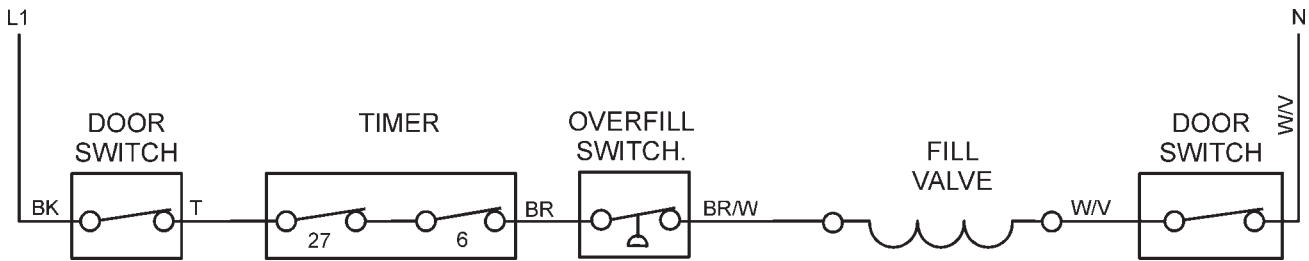 L1
N
DOOR
SWITCH
TIMER
OVERFILL
SWITCH.
FILL
VALVE
DOOR
SWITCH
W/V
BK
T
27
6
BR
BR/W
W/V